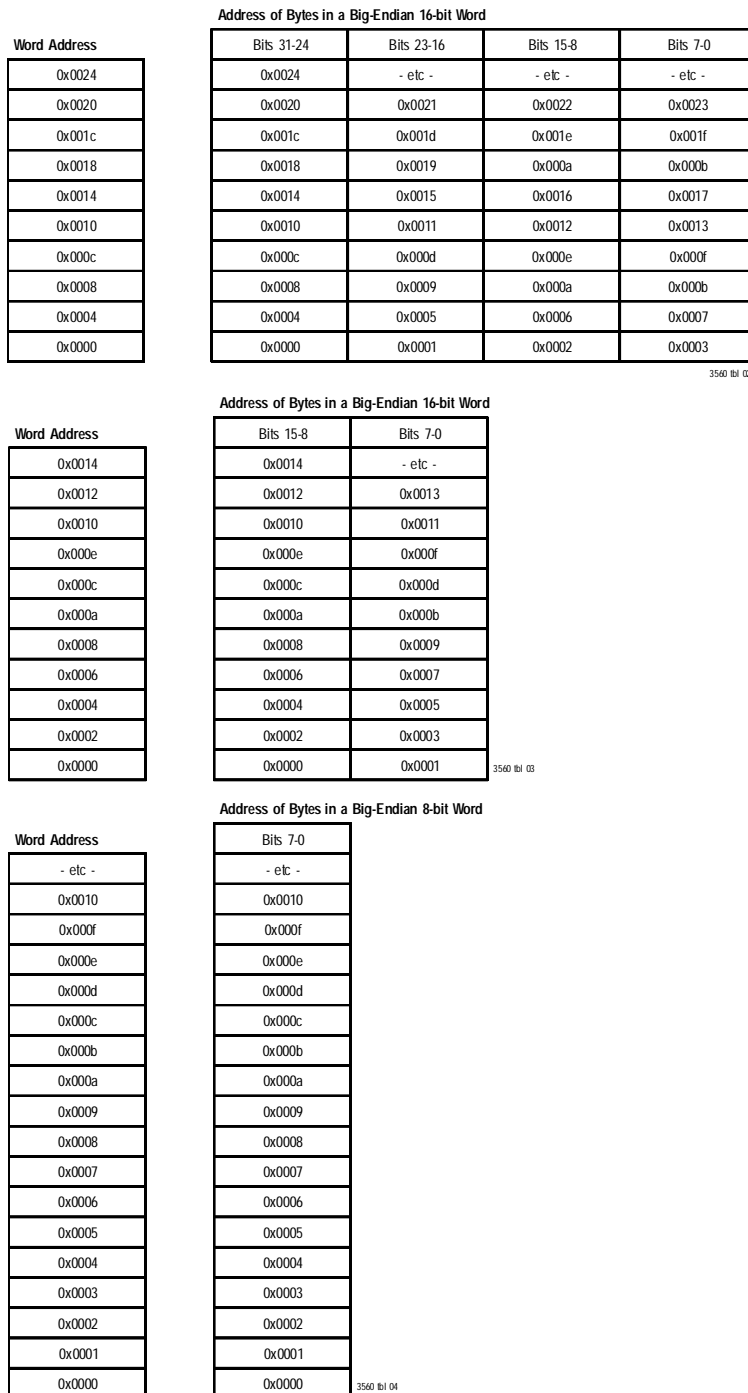 Address of Bytes in a Big-Endian 16-bit Word
Word Address Bits 31-24 Bits 23-16 Bits 15-8 Bits 7-0
0x0024 0x0024 - etc - - etc - - etc -
0x0020 0x0020 0x0021 0x0022 0x0023
0x001c 0x001c 0x001d 0x001e 0x001f
0x0018 0x0018 0x0019 0x000a 0x000b
0x0014 0x0014 0x0015 0x0016 0x0017
0x0010 0x0010 0x0011 0x0012 0x0013
0x000c 0x000c 0x000d 0x000e 0x000f
0x0008 0x0008 0x0009 0x000a 0x000b
0x0004 0x0004 0x0005 0x0006 0x0007
0x0000 0x0000 0x0001 0x0002 0x0003
3560 tbl 02
Address of Bytes in a Big-Endian 16-bit Word
Word Address Bits 15-8 Bits 7-0
0x0014 0x0014 - etc -
0x0012 0x0012 0x0013
0x0010 0x0010 0x0011
0x000e 0x000e 0x000f
0x000c 0x000c 0x000d
0x000a 0x000a 0x000b
0x0008 0x0008 0x0009
0x0006 0x0006 0x0007
0x0004 0x0004 0x0005
0x0002 0x0002 0x0003
0x0000 0x0000 0x0001 3560 tbl 03
Address of Bytes in a Big-Endian 8-bit Word
Word Address Bits 7-0
- etc - - etc -
0x0010 0x0010
0x000f 0x000f
0x000e 0x000e
0x000d 0x000d
0x000c 0x000c
0x000b 0x000b
0x000a 0x000a
0x0009 0x0009
0x0008 0x0008
0x0007 0x0007
0x0006 0x0006
0x0005 0x0005
0x0004 0x0004
0x0003 0x0003
0x0002 0x0002
0x0001 0x0001
0x0000 0x0000 3560 tbl 04